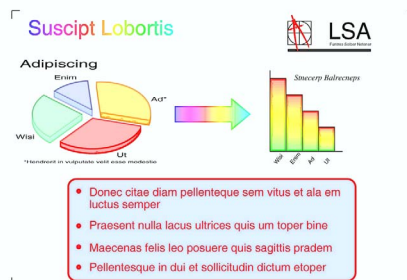 Suscipt Lobortis
LSA
Adipiscing
Enim
Ad*
Wisi
Ut
*Hendrerit in vulputate velit esse modeste
Smecerp Balrecneps
Wisi
Enim
Ad
Ut
Donec citae diam pellenteque sem vitus et ala em
luctus semper
Praesent nulla lacus ultrices quis um toper bine
Maecenas felis leo posuere quis sagittis pradem
Pellentesque in dui et sollicitudin dictum etoper